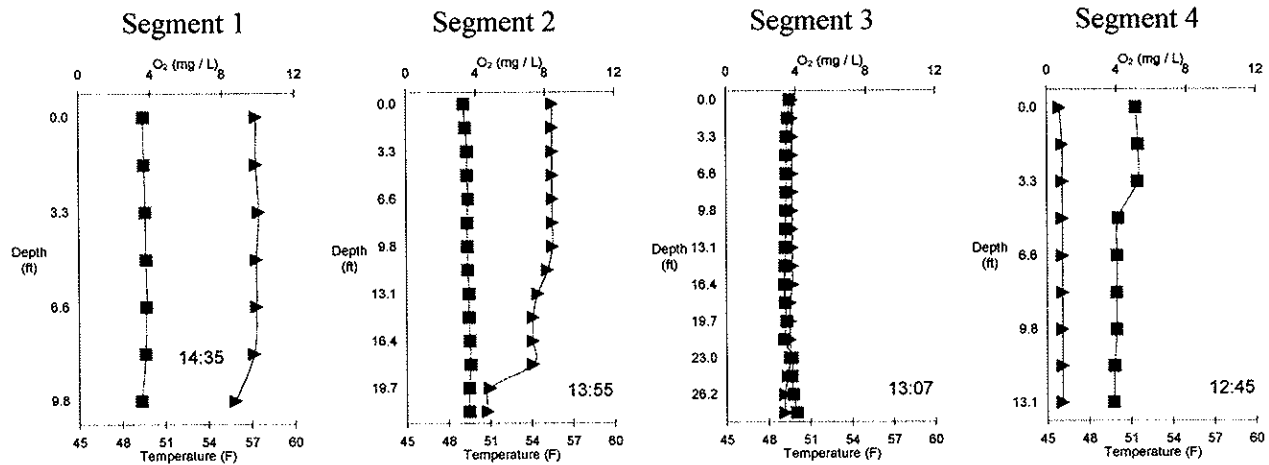 Segment 1
O₂ (mg / L)
0 4 8 12
0.0
3.3
Depth
(ft)
6.6
14:35
9.8
45 48 51 54 57 60
Temperature (F)
Segment 2
O₂ (mg / L)
0 4 8 12
0.0
3.3
6.6
Depth
(ft)
9.8
13.1
16.4
19.7
13:55
45 48 51 54 57 60
Temperature (F)
Segment 3
O₂ (mg / L)
0 4 8 12
0.0
3.3
6.6
9.8
Depth
(ft)
13.1
16.4
19.7
23.0
26.2
13:07
45 48 51 54 57 60
Temperature (F)
Segment 4
O₂ (mg / L)
0 4 8 12
0.0
3.3
Depth
(ft)
6.6
9.8
13.1
12:45
45 48 51 54 57 60
Temperature (F)